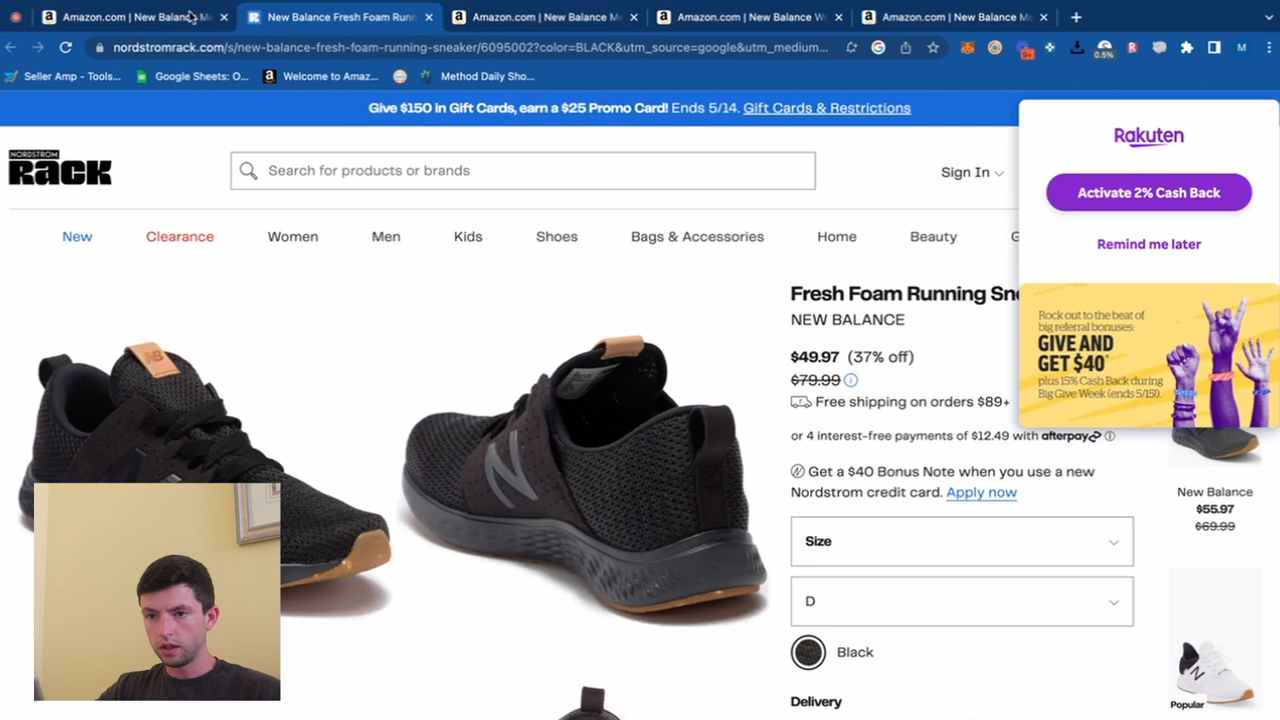 Amazon.com | New Balance Me
New Balance Fresh Foam Runn
Amazon.com | New Balance Me
Amazon.com | New Balance W
Amazon.com | New Balance Me
nordstromrack.com/s/new-balance-fresh-foam-running-sneaker/6095002?color=BLACK&utm_source=google&utm_medium...
9+
0.5%
R
M
Seller Amp - Tools...
Google Sheets: O...
Welcome to Amaz...
Method Daily Sho...
Give $150 in Gift Cards, earn a $25 Promo Card! Ends 5/14. Gift Cards & Restrictions
NORDSTROM
Rack
Search for products or brands
Sign In
New
Clearance
Women
Men
Kids
Shoes
Bags & Accessories
Home
Beauty
G
Rakuten
Activate 2% Cash Back
Remind me later
Rock out to the beat of
big referral bonuses:
GIVE AND
GET $40*
plus 15% Cash Back during
Big Give Week (ends 5/15).
Fresh Foam Running Sne
NEW BALANCE
$49.97 (37% off)
$79.99
Free shipping on orders $89+
or 4 interest-free payments of $12.49 with afterpay
Get a $40 Bonus Note when you use a new
Nordstrom credit card. Apply now
Size
D
Black
Delivery
New Balance
$55.97
$69.99
Popular
NB